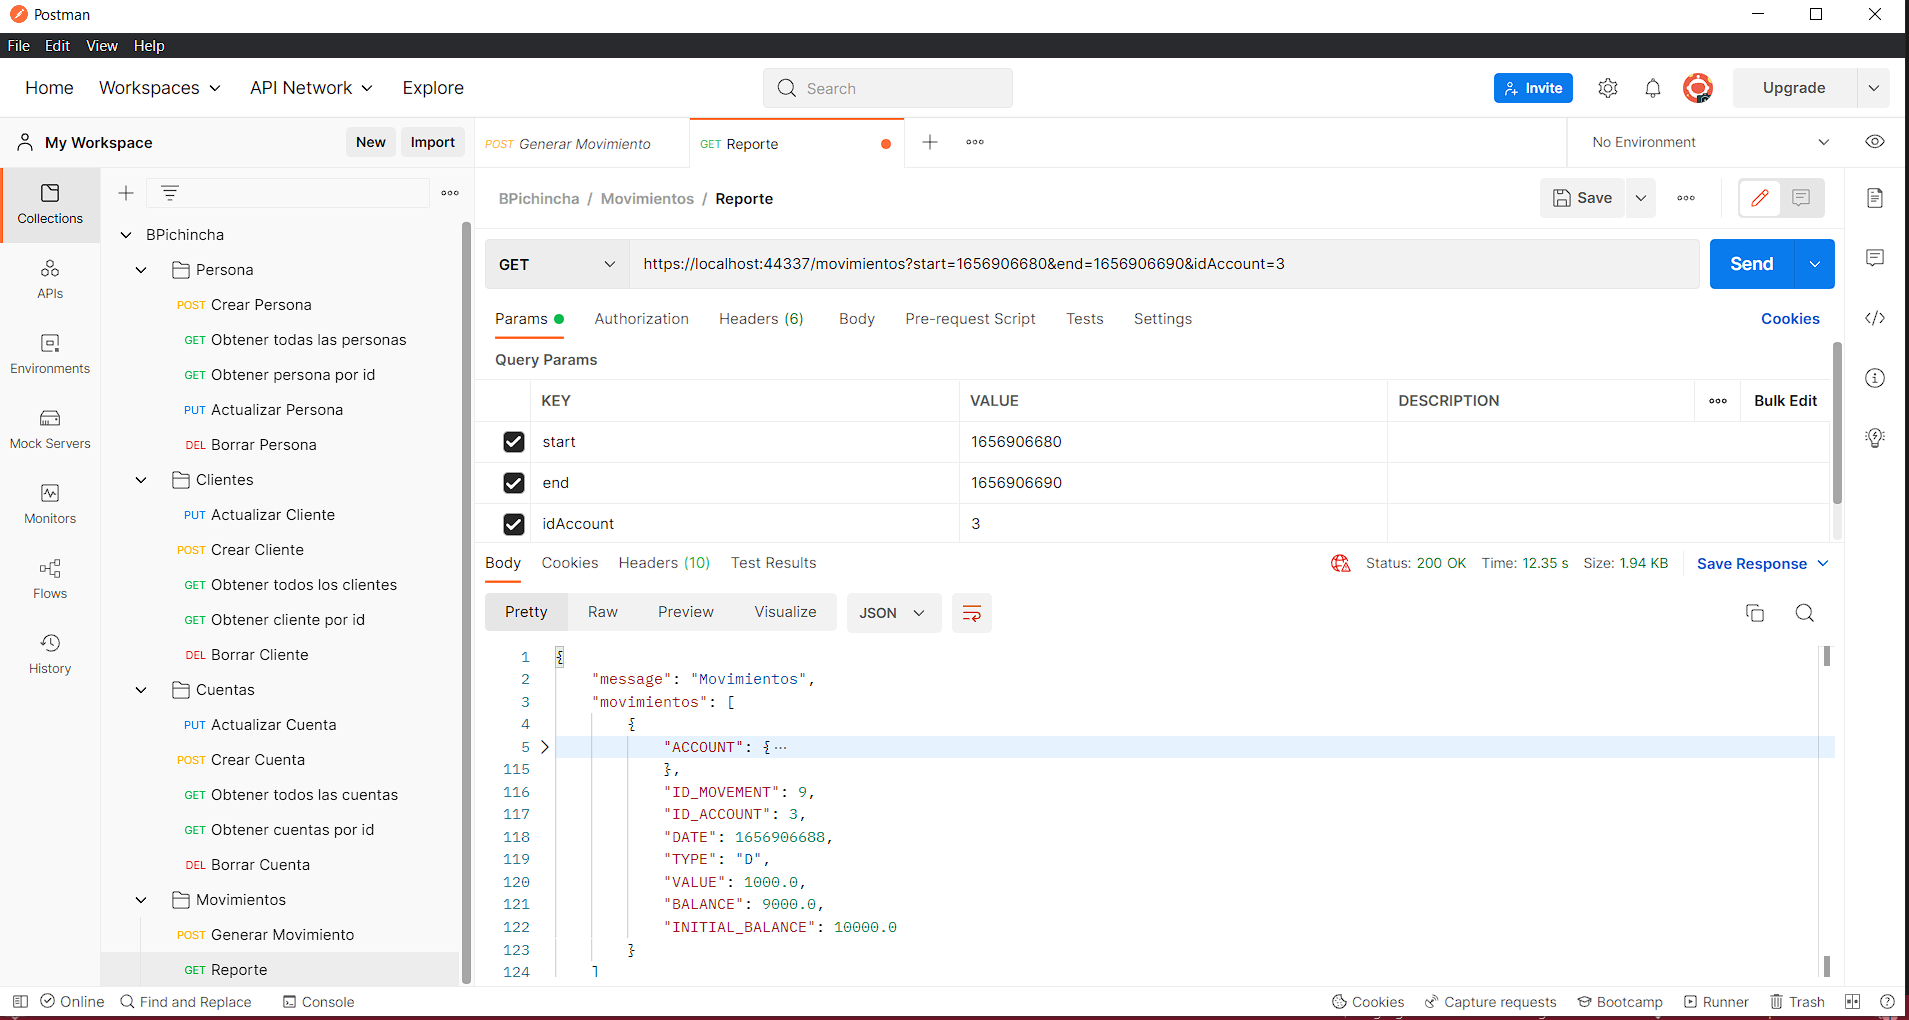 Postman
File Edit View Help
Home Workspaces API Network Explore Search Invite Upgrade
My Workspace New Import
POST Generar Movimiento GET Reporte No Environment
Collections
APIs
Environments
Mock Servers
Monitors
Flows
History
BPichincha
Persona
POST Crear Persona
GET Obtener todas las personas
GET Obtener persona por id
PUT Actualizar Persona
DEL Borrar Persona
Clientes
PUT Actualizar Cliente
POST Crear Cliente
GET Obtener todos los clientes
GET Obtener cliente por id
DEL Borrar Cliente
Cuentas
PUT Actualizar Cuenta
POST Crear Cuenta
GET Obtener todos las cuentas
GET Obtener cuentas por id
DEL Borrar Cuenta
Movimientos
POST Generar Movimiento
GET Reporte
BPichincha / Movimientos / Reporte Save
GET https://localhost:44337/movimientos?start=1656906680&end=1656906690&idAccount=3 Send
Params Authorization Headers (6) Body Pre-request Script Tests Settings Cookies
Query Params
KEY VALUE DESCRIPTION Bulk Edit
start 1656906680
end 1656906690
idAccount 3
Body Cookies Headers (10) Test Results Status: 200 OK Time: 12.35 s Size: 1.94 KB Save Response
Pretty Raw Preview Visualize JSON
1 {
2 "message": "Movimientos",
3 "movimientos": [
4 {
5 "ACCOUNT": { ...
115 },
116 "ID_MOVEMENT": 9,
117 "ID_ACCOUNT": 3,
118 "DATE": 1656906688,
119 "TYPE": "D",
120 "VALUE": 1000.0,
121 "BALANCE": 9000.0,
122 "INITIAL_BALANCE": 10000.0
123 }
124 ]
Online Find and Replace Console Cookies Capture requests Bootcamp Runner Trash